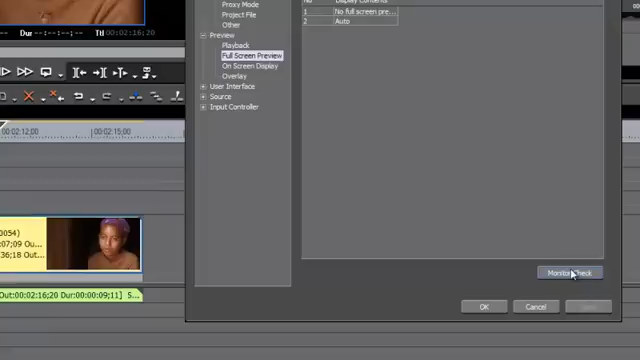 Proxy Mode
Project File
Other
Preview
Playback
Full Screen Preview
On Screen Display
Overlay
User Interface
Source
Input Controller
No Display Contents
1 No full screen pre...
2 Auto
Dur --:--:--:-- Ttl 00:02:16;20
00:02:12;00 00:02:15;00
0054)
:07;09 Ou...
:36;18 Out...
Out:00:02:16;20 Dur:00:00:09;11] S...
Monitor Check
OK
Cancel